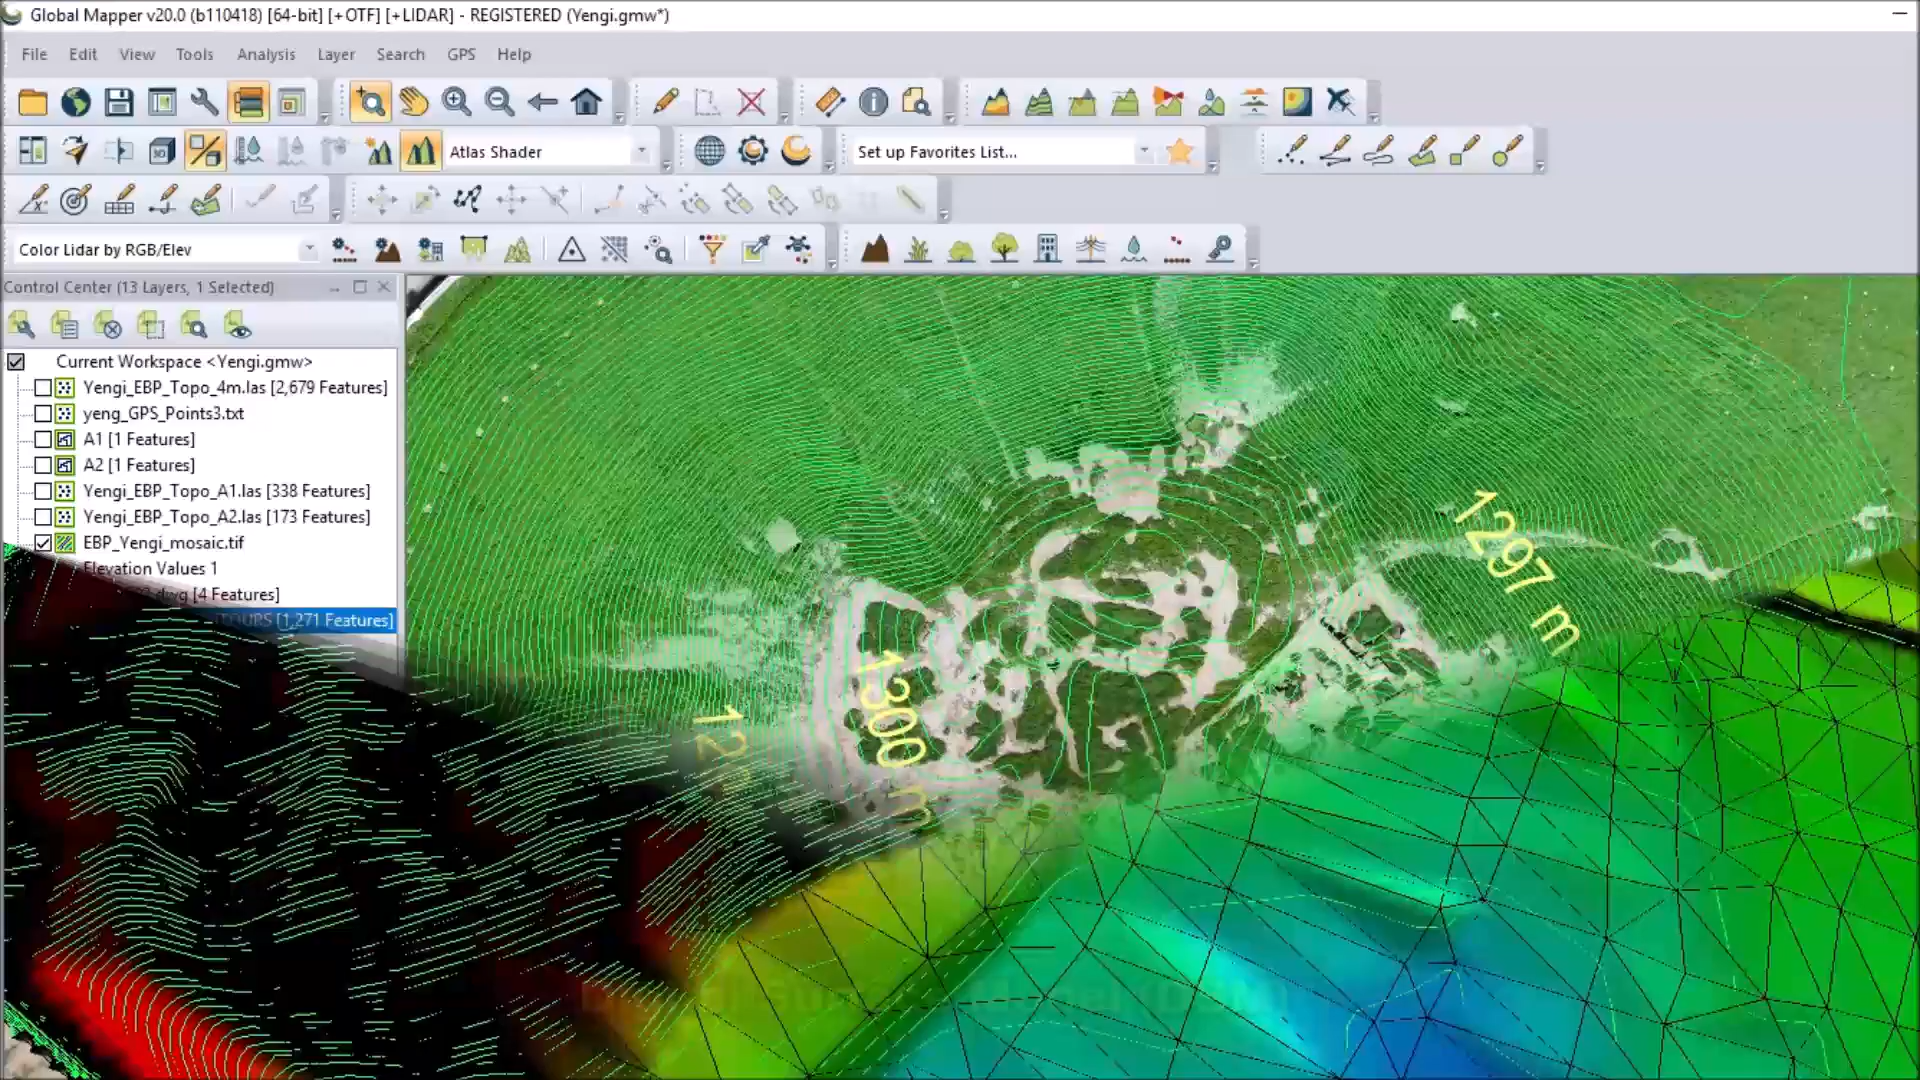 Global Mapper v20.0 (b110418) [64-bit] [+OTF] [+LIDAR] - REGISTERED (Yengi.gmw*)
File Edit View Tools Analysis Layer Search GPS Help
Atlas Shader
Set up Favorites List...
Color Lidar by RGB/Elev
Control Center (13 Layers, 1 Selected)
Current Workspace <Yengi.gmw>
Yengi_EBP_Topo_4m.las [2,679 Features]
yeng_GPS_Points3.txt
A1 [1 Features]
A2 [1 Features]
Yengi_EBP_Topo_A1.las [338 Features]
Yengi_EBP_Topo_A2.las [173 Features]
EBP_Yengi_mosaic.tif
Elevation Values 1
[4 Features]
[1,271 Features]
1297 m
1300 m